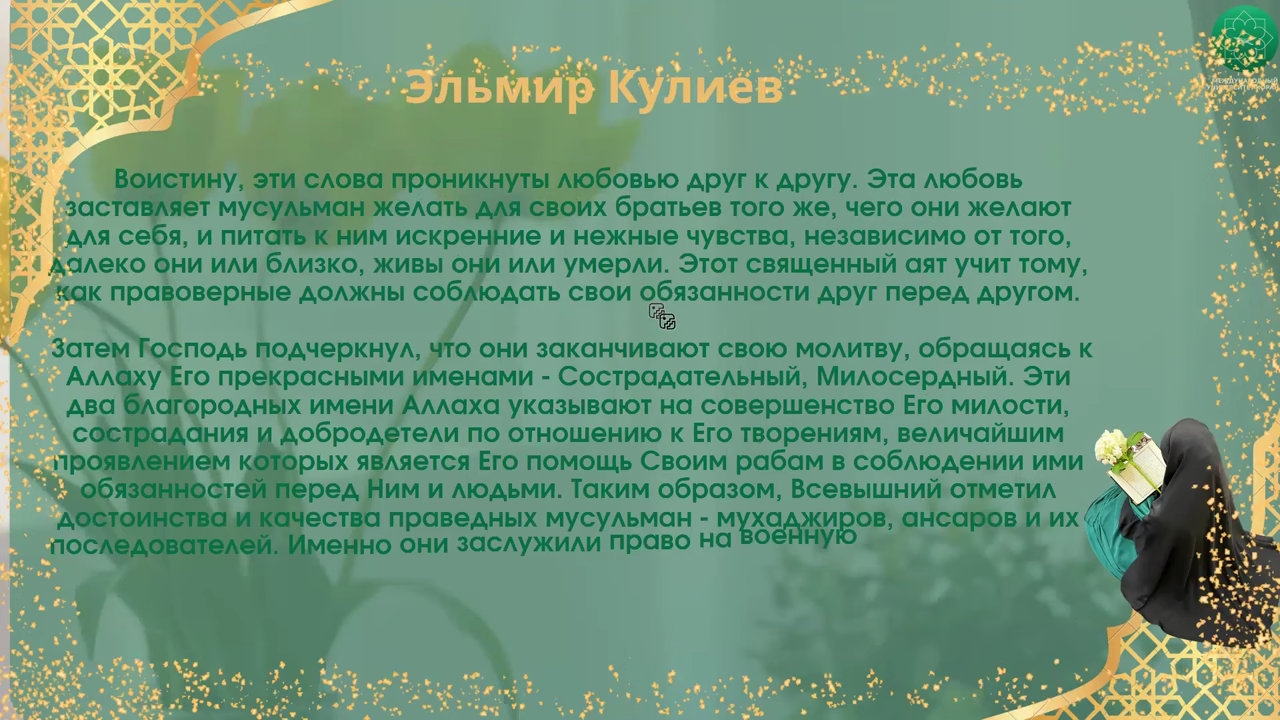 Эльмир Кулиев
Воистину, эти слова проникнуты любовью друг к другу. Эта любовь
заставляет мусульман желать для своих братьев того же, чего они желают
для себя, и питать к ним искренние и нежные чувства, независимо от того,
далеко они или близко, живы они или умерли. Этот священный аят учит тому,
как правоверные должны соблюдать свои обязанности друг перед другом.
Затем Господь подчеркнул, что они заканчивают свою молитву, обращаясь к
Аллаху Его прекрасными именами - Сострадательный, Милосердный. Эти
два благородных имени Аллаха указывают на совершенство Его милости,
сострадания и добродетели по отношению к Его творениям, величайшим
проявлением которых является Его помощь Своим рабам в соблюдении ими
обязанностей перед Ним и людьми. Таким образом, Всевышний отметил
достоинства и качества праведных мусульман - мухаджиров, ансаров и их
последователей. Именно они заслужили право на военную